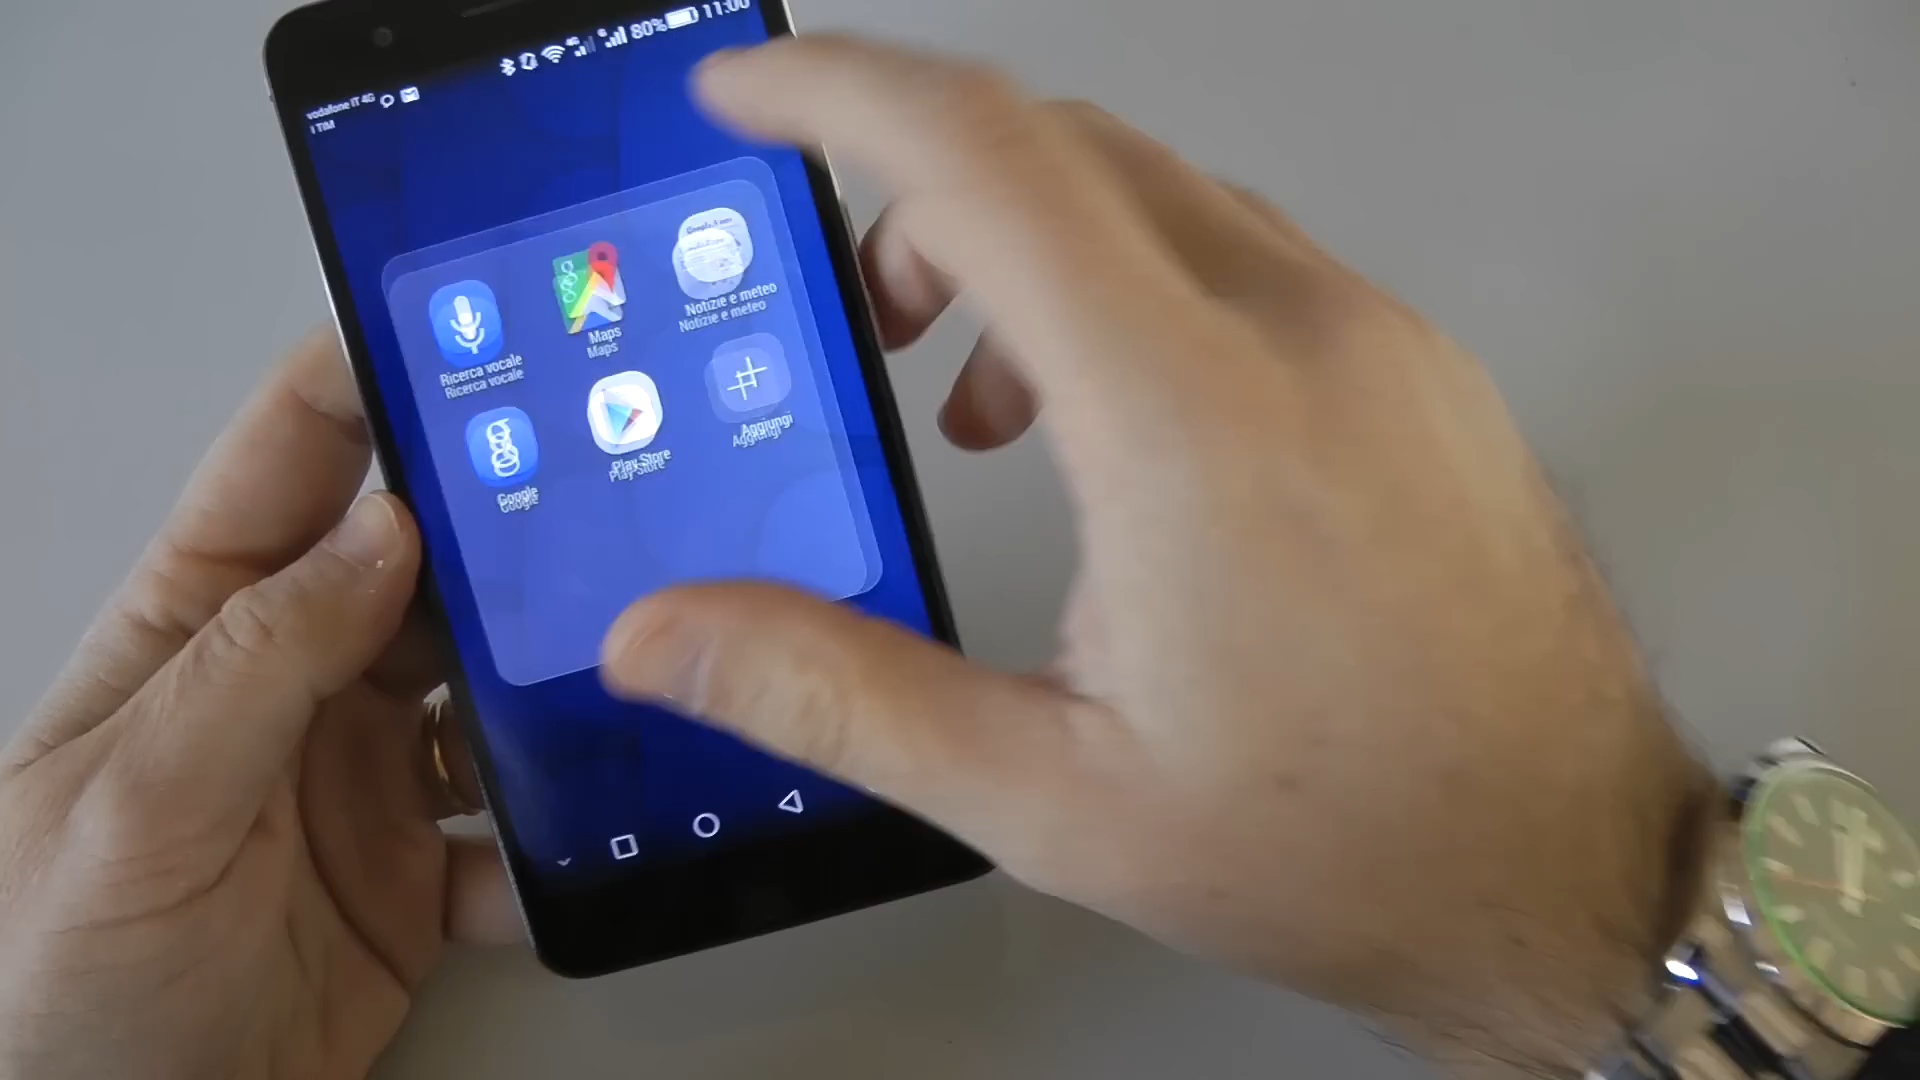 80% 11:00
vodafone IT 4G
I TIM
Ricerca vocale
Maps
Notizie e meteo
Google
Play Store
Aggiungi